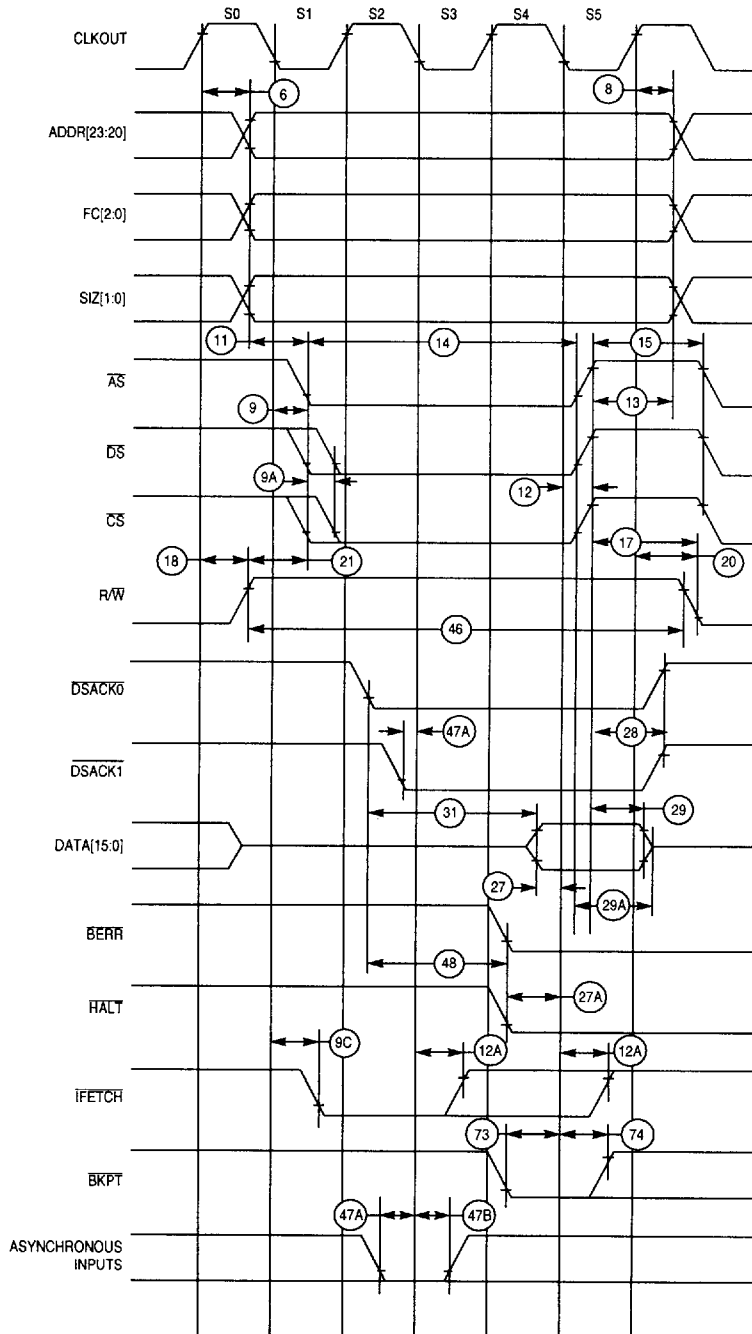 S0 S1 S2 S3 S4 S5
CLKOUT
6 8
ADDR[23:20]
FC[2:0]
SIZ[1:0]
11 14 15
AS
9 13
DS
9A 12
CS
17
18 21 20
R/W
46
DSACK0
47A 28
DSACK1
31 29
DATA[15:0]
27 29A
BERR
48 27A
HALT
9C 12A 12A
IFETCH
73 74
BKPT
47A 47B
ASYNCHRONOUS
INPUTS